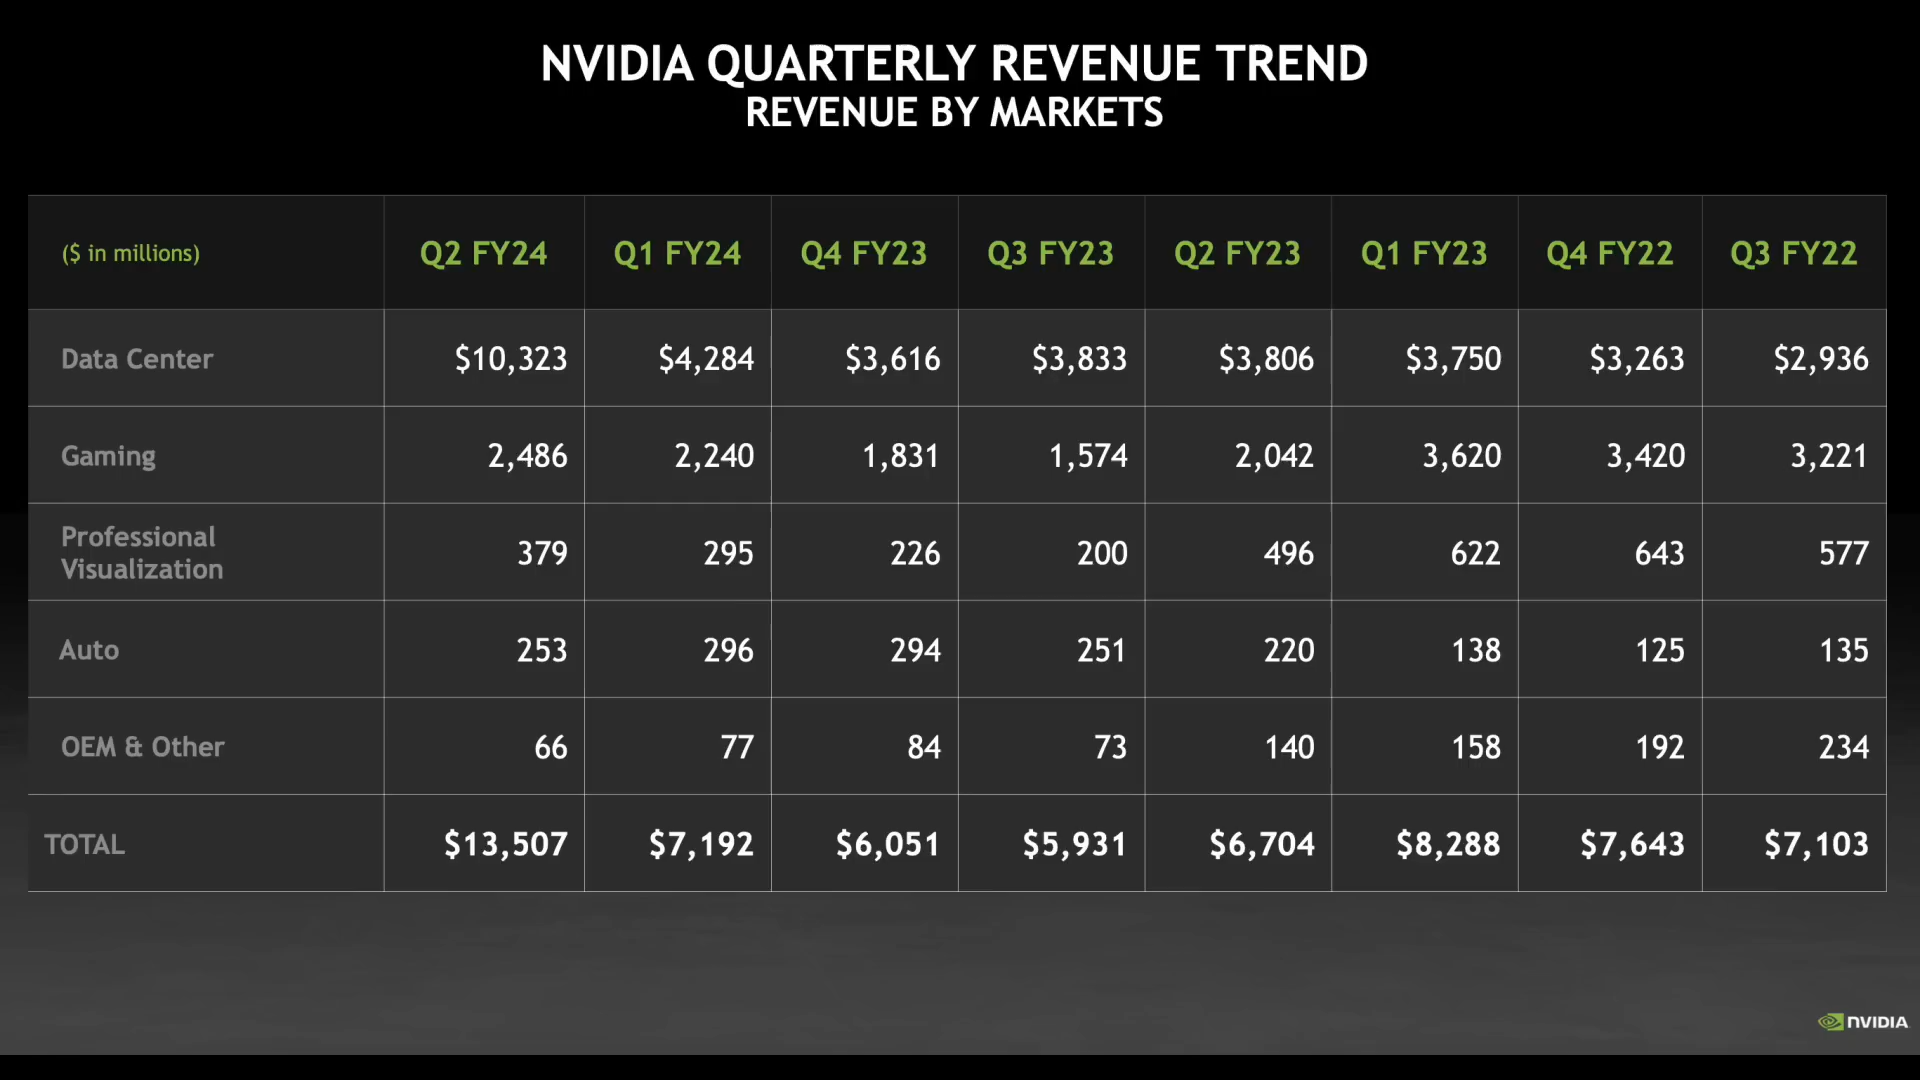 NVIDIA QUARTERLY REVENUE TREND
REVENUE BY MARKETS
($ in millions) Q2 FY24 Q1 FY24 Q4 FY23 Q3 FY23 Q2 FY23 Q1 FY23 Q4 FY22 Q3 FY22
Data Center $10,323 $4,284 $3,616 $3,833 $3,806 $3,750 $3,263 $2,936
Gaming 2,486 2,240 1,831 1,574 2,042 3,620 3,420 3,221
Professional
Visualization 379 295 226 200 496 622 643 577
Auto 253 296 294 251 220 138 125 135
OEM & Other 66 77 84 73 140 158 192 234
TOTAL $13,507 $7,192 $6,051 $5,931 $6,704 $8,288 $7,643 $7,103
NVIDIA